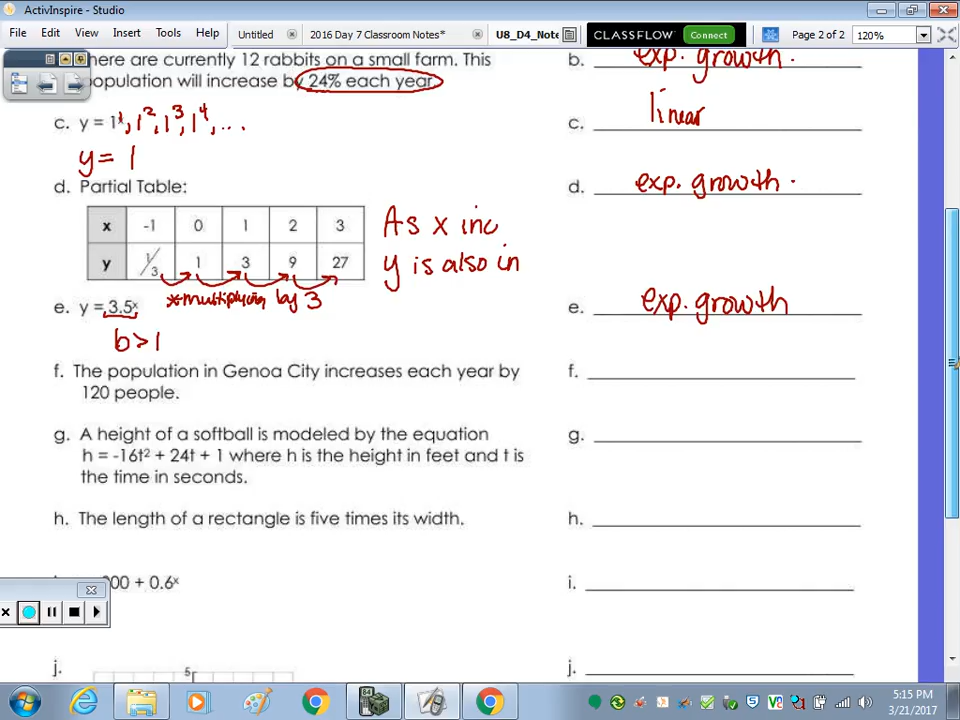 ActivInspire - Studio
File Edit View Insert Tools Help Untitled 2016 Day 7 Classroom Notes* U8_D4_Note CLASSFLOW Connect Page 2 of 2 120%
here are currently 12 rabbits on a small farm. This
population will increase by 24% each year.
b. exp. growth.
c. y = 1ˣ, 1², 1³, 1⁴, ...
y = 1
c. linear
d. Partial Table:
d. exp. growth.
x -1 0 1 2 3
y 1/3 1 3 9 27
As x inc
y is also in
*multiplying by 3
e. y = 3.5ˣ
b>1
e. exp. growth
f. The population in Genoa City increases each year by
120 people.
f.
g. A height of a softball is modeled by the equation
h = -16t² + 24t + 1 where h is the height in feet and t is
the time in seconds.
g.
h. The length of a rectangle is five times its width.
h.
00 + 0.6ˣ
i.
j.
5
j.
5:15 PM
3/21/2017